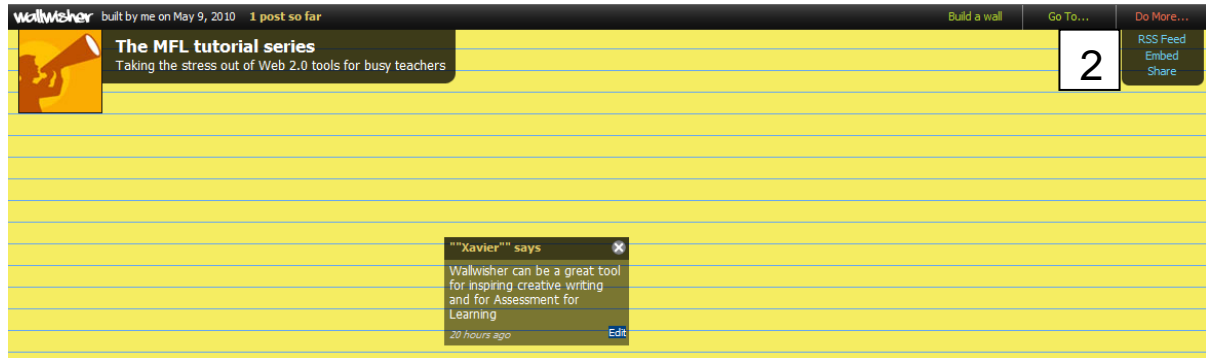 wallwisher built by me on May 9, 2010 1 post so far Build a wall Go To... Do More...
The MFL tutorial series
Taking the stress out of Web 2.0 tools for busy teachers
2
RSS Feed
Embed
Share
""Xavier"" says
Wallwisher can be a great tool
for inspiring creative writing
and for Assessment for
Learning
20 hours ago Edit